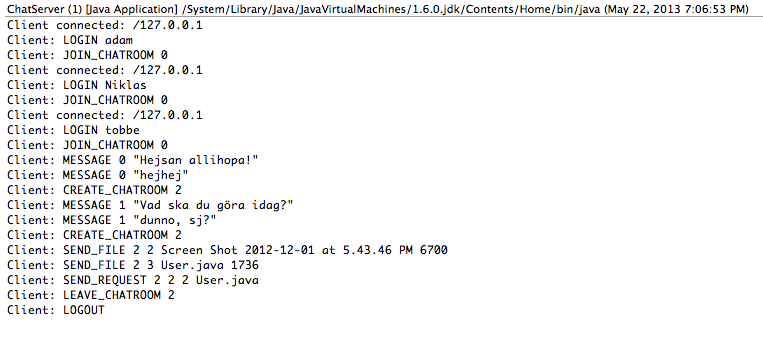 ChatServer (1) [Java Application] /System/Library/Java/JavaVirtualMachines/1.6.0.jdk/Contents/Home/bin/java (May 22, 2013 7:06:53 PM)
Client connected: /127.0.0.1
Client: LOGIN adam
Client: JOIN_CHATROOM 0
Client connected: /127.0.0.1
Client: LOGIN Niklas
Client: JOIN_CHATROOM 0
Client connected: /127.0.0.1
Client: LOGIN tobbe
Client: JOIN_CHATROOM 0
Client: MESSAGE 0 "Hejsan allihopa!"
Client: MESSAGE 0 "hejhej"
Client: CREATE_CHATROOM 2
Client: MESSAGE 1 "Vad ska du göra idag?"
Client: MESSAGE 1 "dunno, sj?"
Client: CREATE_CHATROOM 2
Client: SEND_FILE 2 2 Screen Shot 2012-12-01 at 5.43.46 PM 6700
Client: SEND_FILE 2 3 User.java 1736
Client: SEND_REQUEST 2 2 2 User.java
Client: LEAVE_CHATROOM 2
Client: LOGOUT